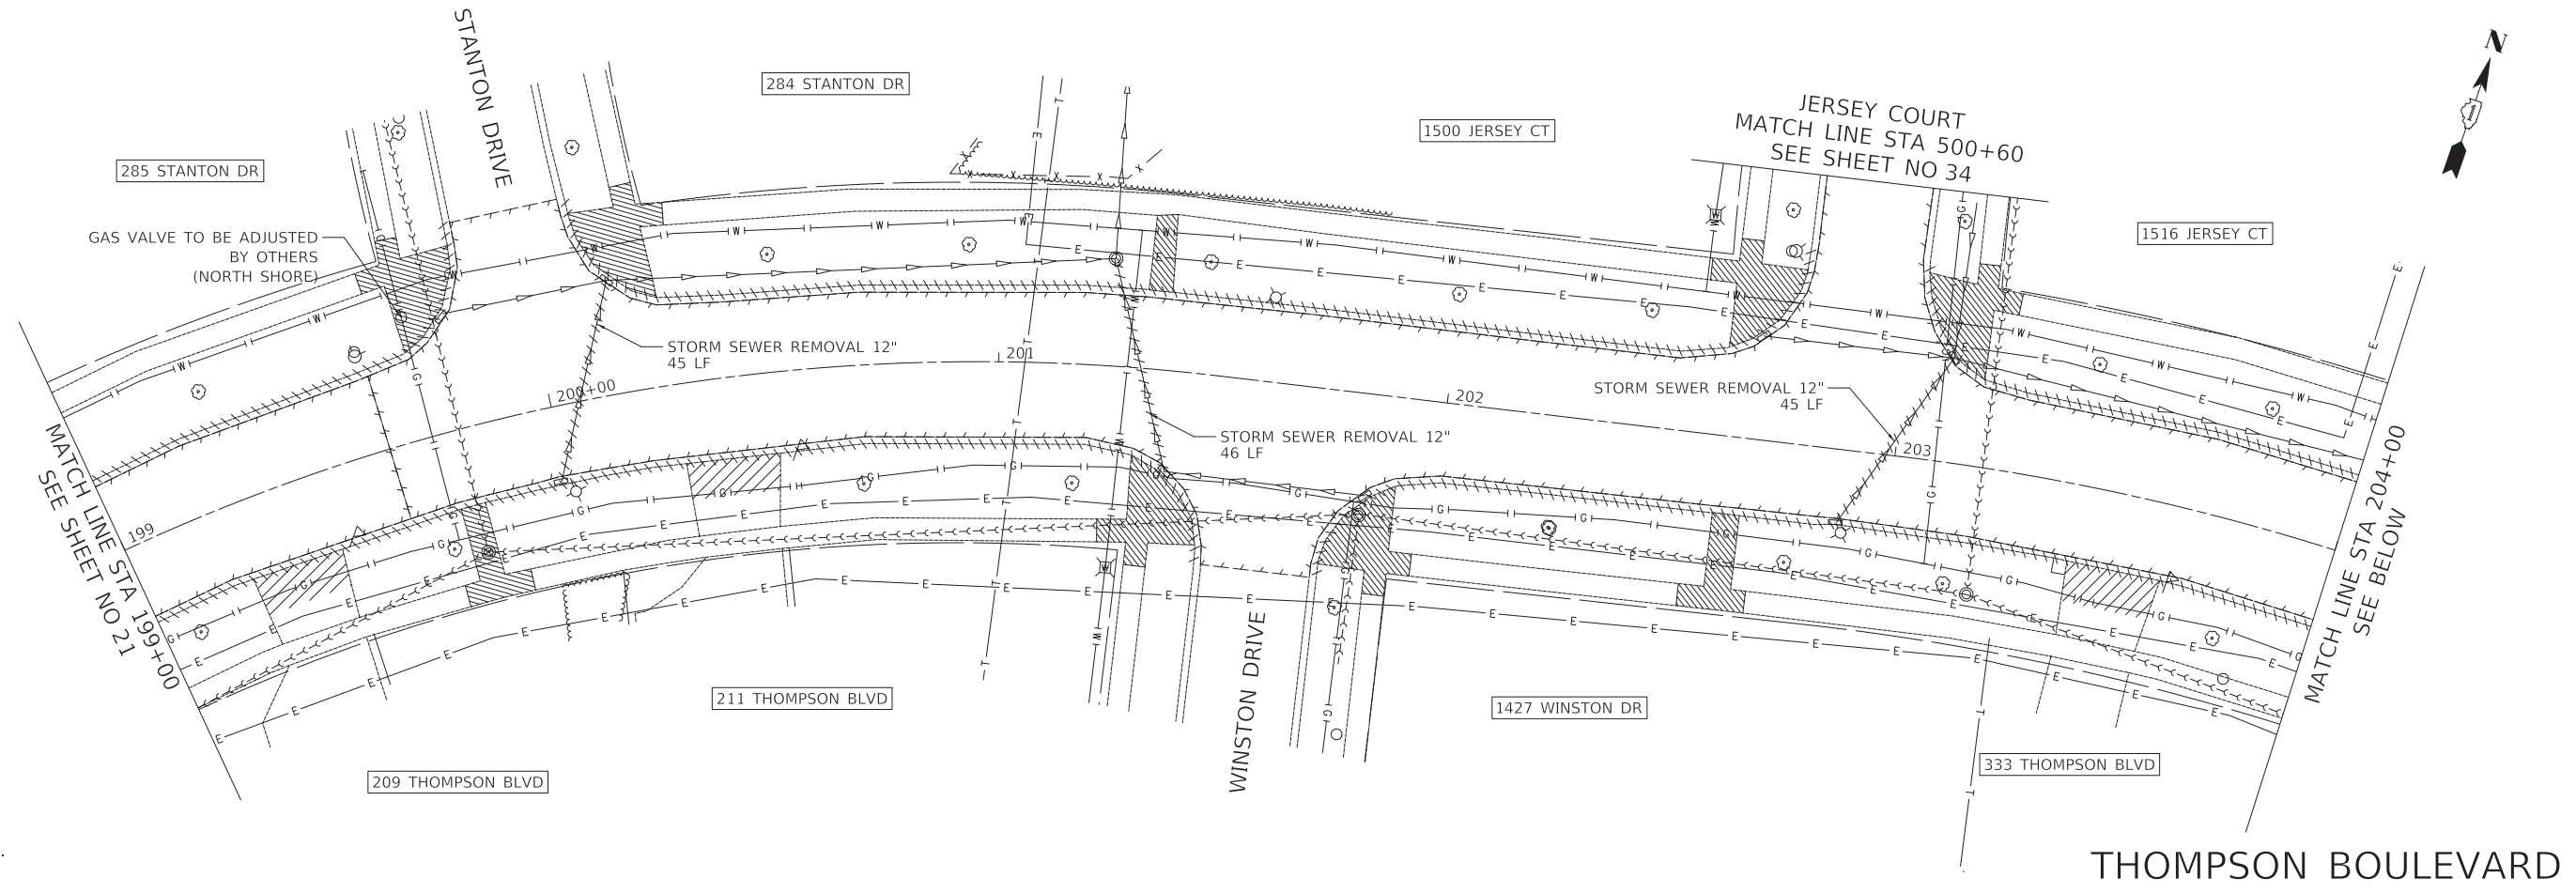 STANTON DRIVE
284 STANTON DR
285 STANTON DR
1500 JERSEY CT
JERSEY COURT
MATCH LINE STA 500+60
SEE SHEET NO 34
N
1
1516 JERSEY CT
GAS VALVE TO BE ADJUSTED
BY OTHERS
(NORTH SHORE)
STORM SEWER REMOVAL 12"
45 LF
201
200+00
202
STORM SEWER REMOVAL 12"
45 LF
STORM SEWER REMOVAL 12"
46 LF
203
199
MATCH LINE STA 199+00
SEE SHEET NO 21
MATCH LINE STA 204+00
SEE BELOW
211 THOMPSON BLVD
WINSTON DRIVE
1427 WINSTON DR
209 THOMPSON BLVD
333 THOMPSON BLVD
THOMPSON BOULEVARD